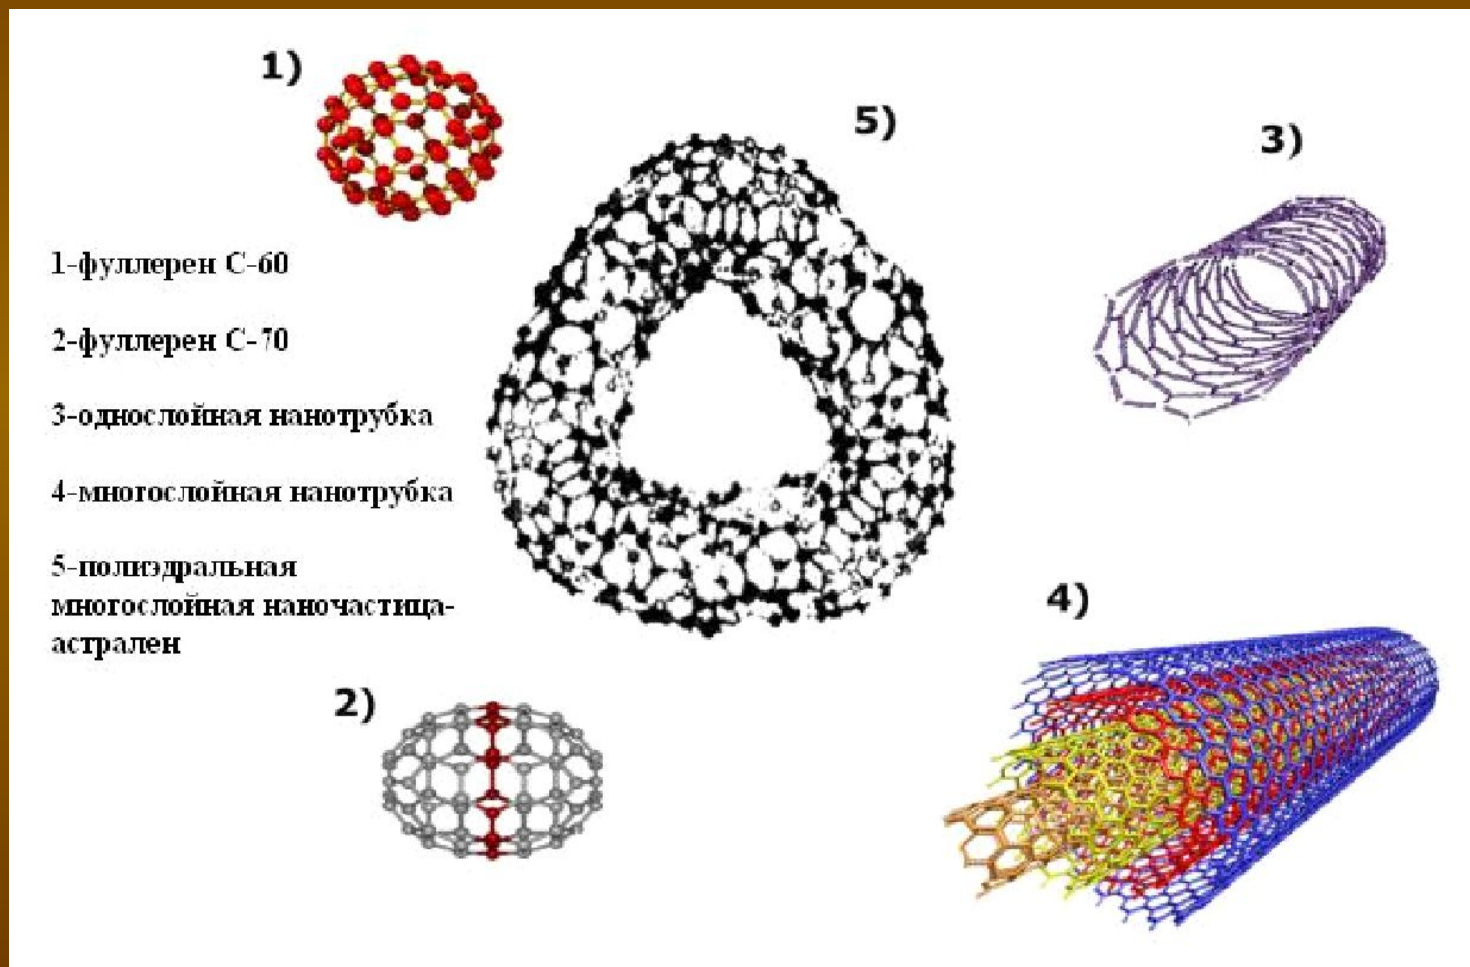 1)
5)
3)
1-фуллерен С-60
2-фуллерен С-70
3-однослойная нанотрубка
4-многослойная нанотрубка
5-полиэдральная
многослойная наночастица-
астрален
4)
2)